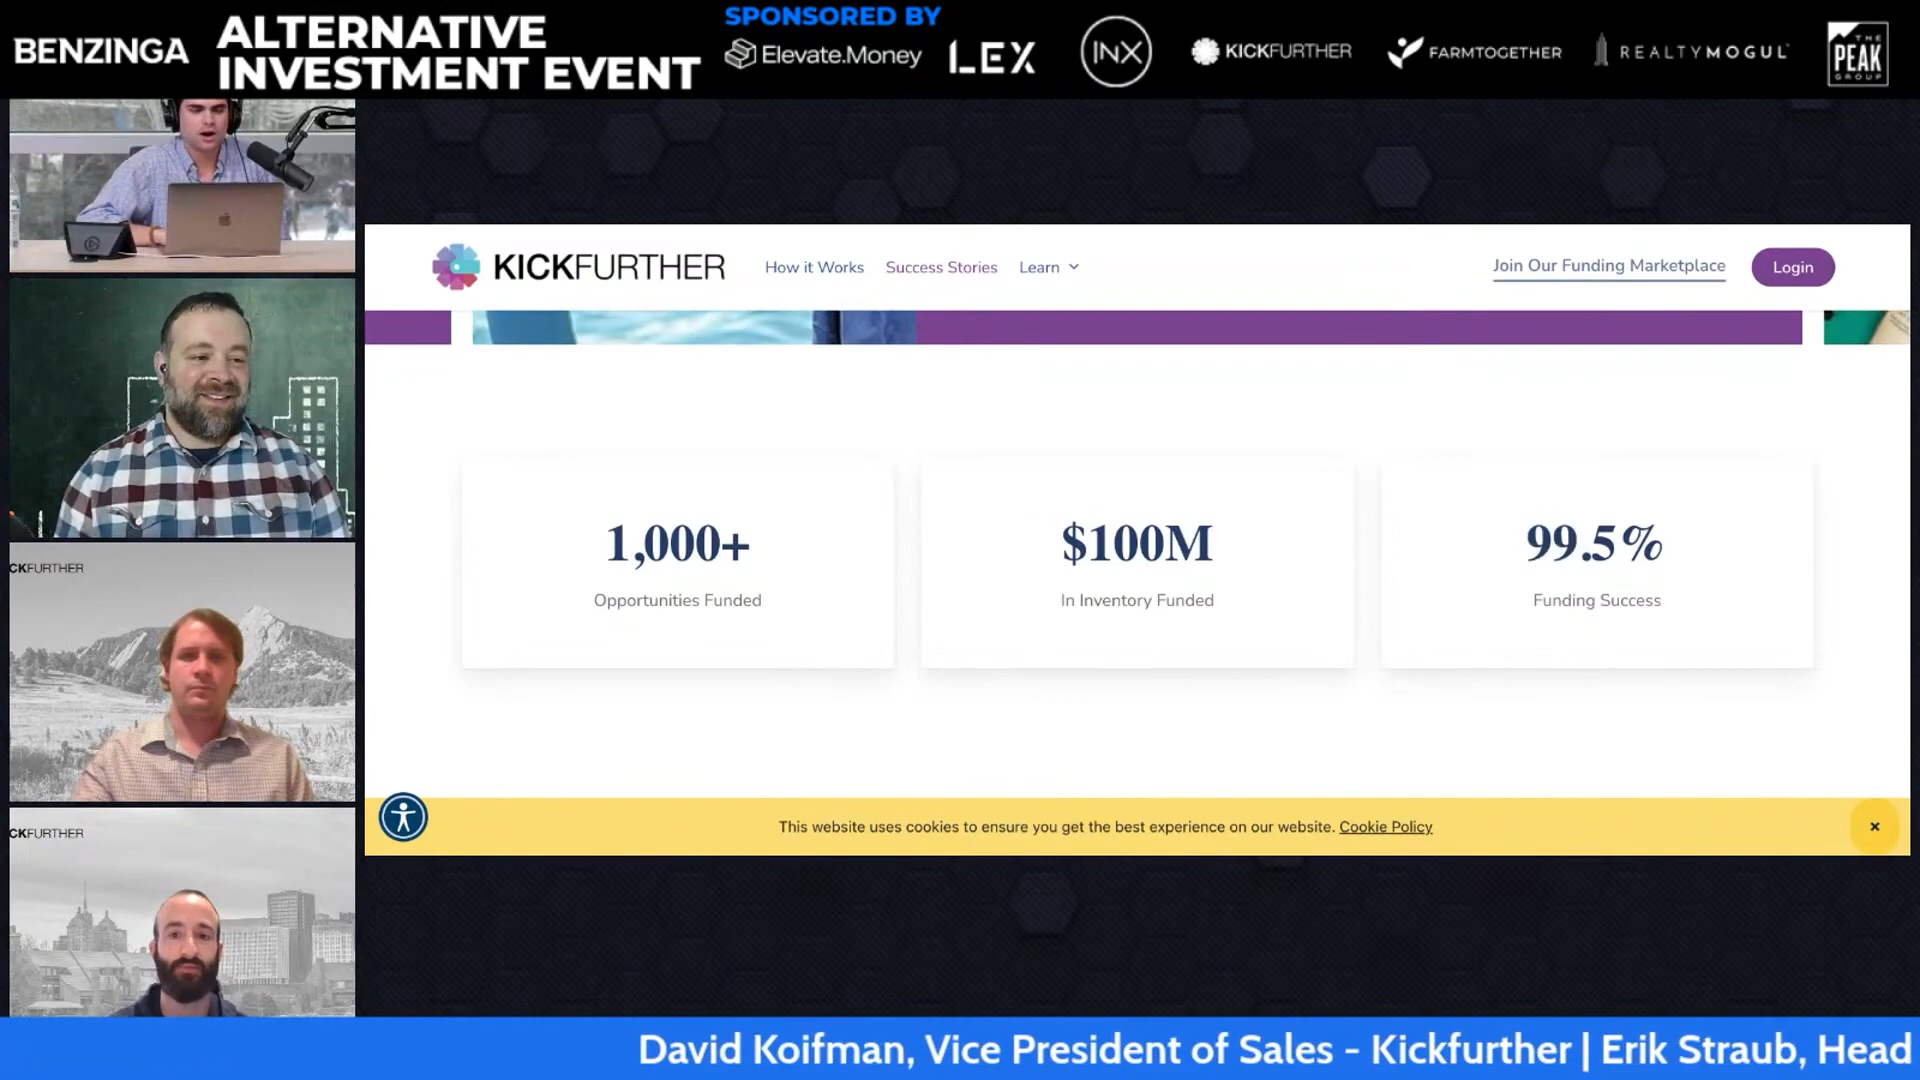 BENZINGA
ALTERNATIVE
INVESTMENT EVENT
SPONSORED BY
Elevate.Money
LEX
INX
KICKFURTHER
FARMTOGETHER
REALTYMOGUL
THE
PEAK
GROUP
KICKFURTHER
How it Works
Success Stories
Learn
Join Our Funding Marketplace
Login
1,000+
Opportunities Funded
$100M
In Inventory Funded
99.5%
Funding Success
CKFURTHER
CKFURTHER
This website uses cookies to ensure you get the best experience on our website. Cookie Policy
×
David Koifman, Vice President of Sales - Kickfurther | Erik Straub, Head